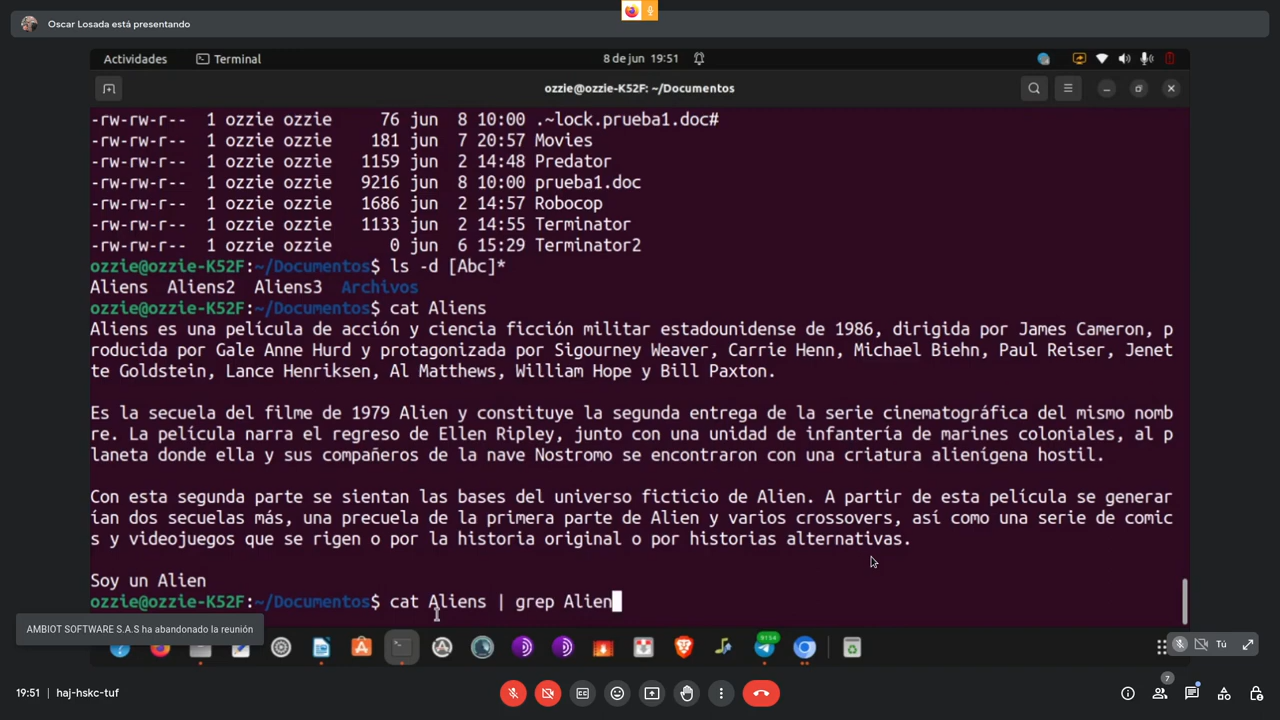 Oscar Losada está presentando
Actividades
Terminal
8 de jun 19:51
ozzie@ozzie-K52F: ~/Documentos
-rw-rw-r-- 1 ozzie ozzie 76 jun 8 10:00 .~lock.prueba1.doc#
-rw-rw-r-- 1 ozzie ozzie 181 jun 7 20:57 Movies
-rw-rw-r-- 1 ozzie ozzie 1159 jun 2 14:48 Predator
-rw-rw-r-- 1 ozzie ozzie 9216 jun 8 10:00 prueba1.doc
-rw-rw-r-- 1 ozzie ozzie 1686 jun 2 14:57 Robocop
-rw-rw-r-- 1 ozzie ozzie 1133 jun 2 14:55 Terminator
-rw-rw-r-- 1 ozzie ozzie 0 jun 6 15:29 Terminator2
ozzie@ozzie-K52F:~/Documentos$ ls -d [Abc]*
Aliens Aliens2 Aliens3 Archivos
ozzie@ozzie-K52F:~/Documentos$ cat Aliens
Aliens es una película de acción y ciencia ficción militar estadounidense de 1986, dirigida por James Cameron, p
roducida por Gale Anne Hurd y protagonizada por Sigourney Weaver, Carrie Henn, Michael Biehn, Paul Reiser, Jenet
te Goldstein, Lance Henriksen, Al Matthews, William Hope y Bill Paxton.
Es la secuela del filme de 1979 Alien y constituye la segunda entrega de la serie cinematográfica del mismo nomb
re. La película narra el regreso de Ellen Ripley, junto con una unidad de infantería de marines coloniales, al p
laneta donde ella y sus compañeros de la nave Nostromo se encontraron con una criatura alienígena hostil.
Con esta segunda parte se sientan las bases del universo ficticio de Alien. A partir de esta película se generar
ían dos secuelas más, una precuela de la primera parte de Alien y varios crossovers, así como una serie de comic
s y videojuegos que se rigen o por la historia original o por historias alternativas.
Soy un Alien
ozzie@ozzie-K52F:~/Documentos$ cat Aliens | grep Alien
AMBIOT SOFTWARE S.A.S ha abandonado la reunión
9154
Tú
19:51
haj-hskc-tuf
7